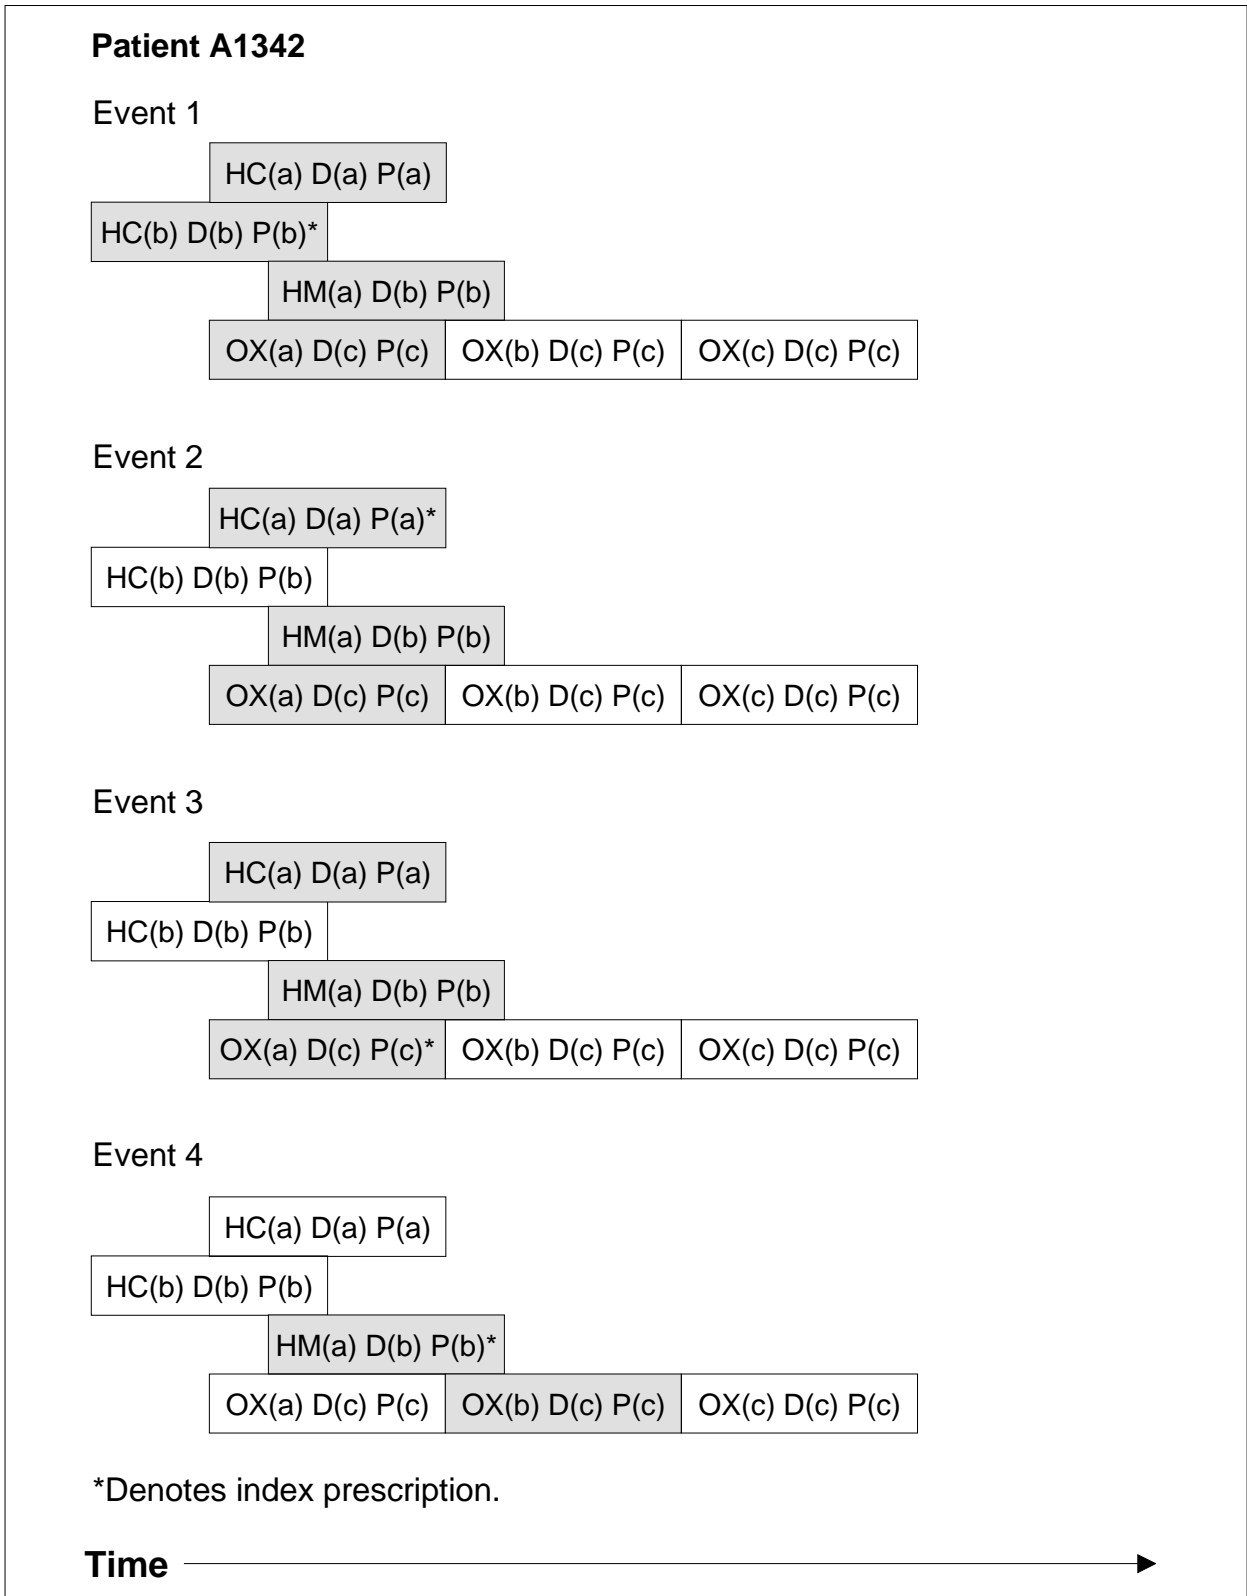 Patient A1342
Event 1
HC(a) D(a) P(a)
HC(b) D(b) P(b)*
HM(a) D(b) P(b)
OX(a) D(c) P(c) OX(b) D(c) P(c) OX(c) D(c) P(c)
Event 2
HC(a) D(a) P(a)*
HC(b) D(b) P(b)
HM(a) D(b) P(b)
OX(a) D(c) P(c) OX(b) D(c) P(c) OX(c) D(c) P(c)
Event 3
HC(a) D(a) P(a)
HC(b) D(b) P(b)
HM(a) D(b) P(b)
OX(a) D(c) P(c)* OX(b) D(c) P(c) OX(c) D(c) P(c)
Event 4
HC(a) D(a) P(a)
HC(b) D(b) P(b)
HM(a) D(b) P(b)*
OX(a) D(c) P(c) OX(b) D(c) P(c) OX(c) D(c) P(c)
*Denotes index prescription.
Time